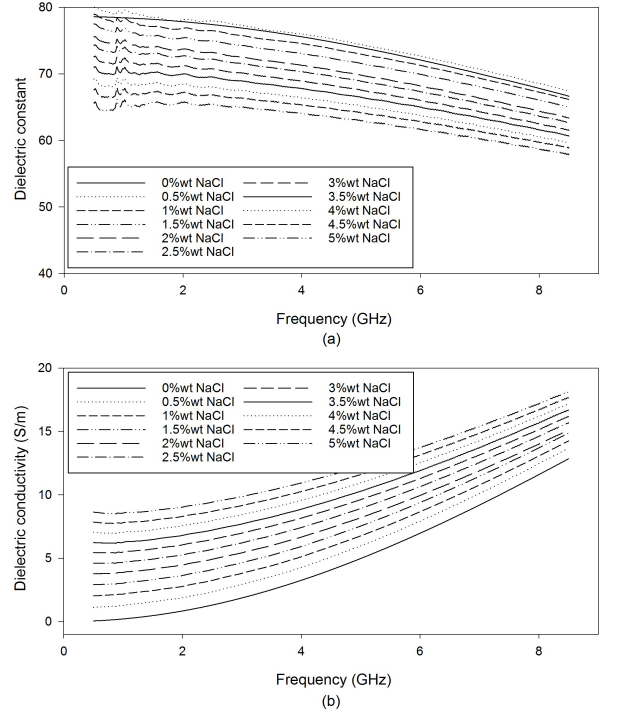 80
70
60
50
40
Dielectric constant
0%wt NaCl
0.5%wt NaCl
1%wt NaCl
1.5%wt NaCl
2%wt NaCl
2.5%wt NaCl
3%wt NaCl
3.5%wt NaCl
4%wt NaCl
4.5%wt NaCl
5%wt NaCl
0 2 4 6 8
Frequency (GHz)
(a)
20
15
10
5
0
Dielectric conductivity (S/m)
0%wt NaCl
0.5%wt NaCl
1%wt NaCl
1.5%wt NaCl
2%wt NaCl
2.5%wt NaCl
3%wt NaCl
3.5%wt NaCl
4%wt NaCl
4.5%wt NaCl
5%wt NaCl
0 2 4 6 8
Frequency (GHz)
(b)